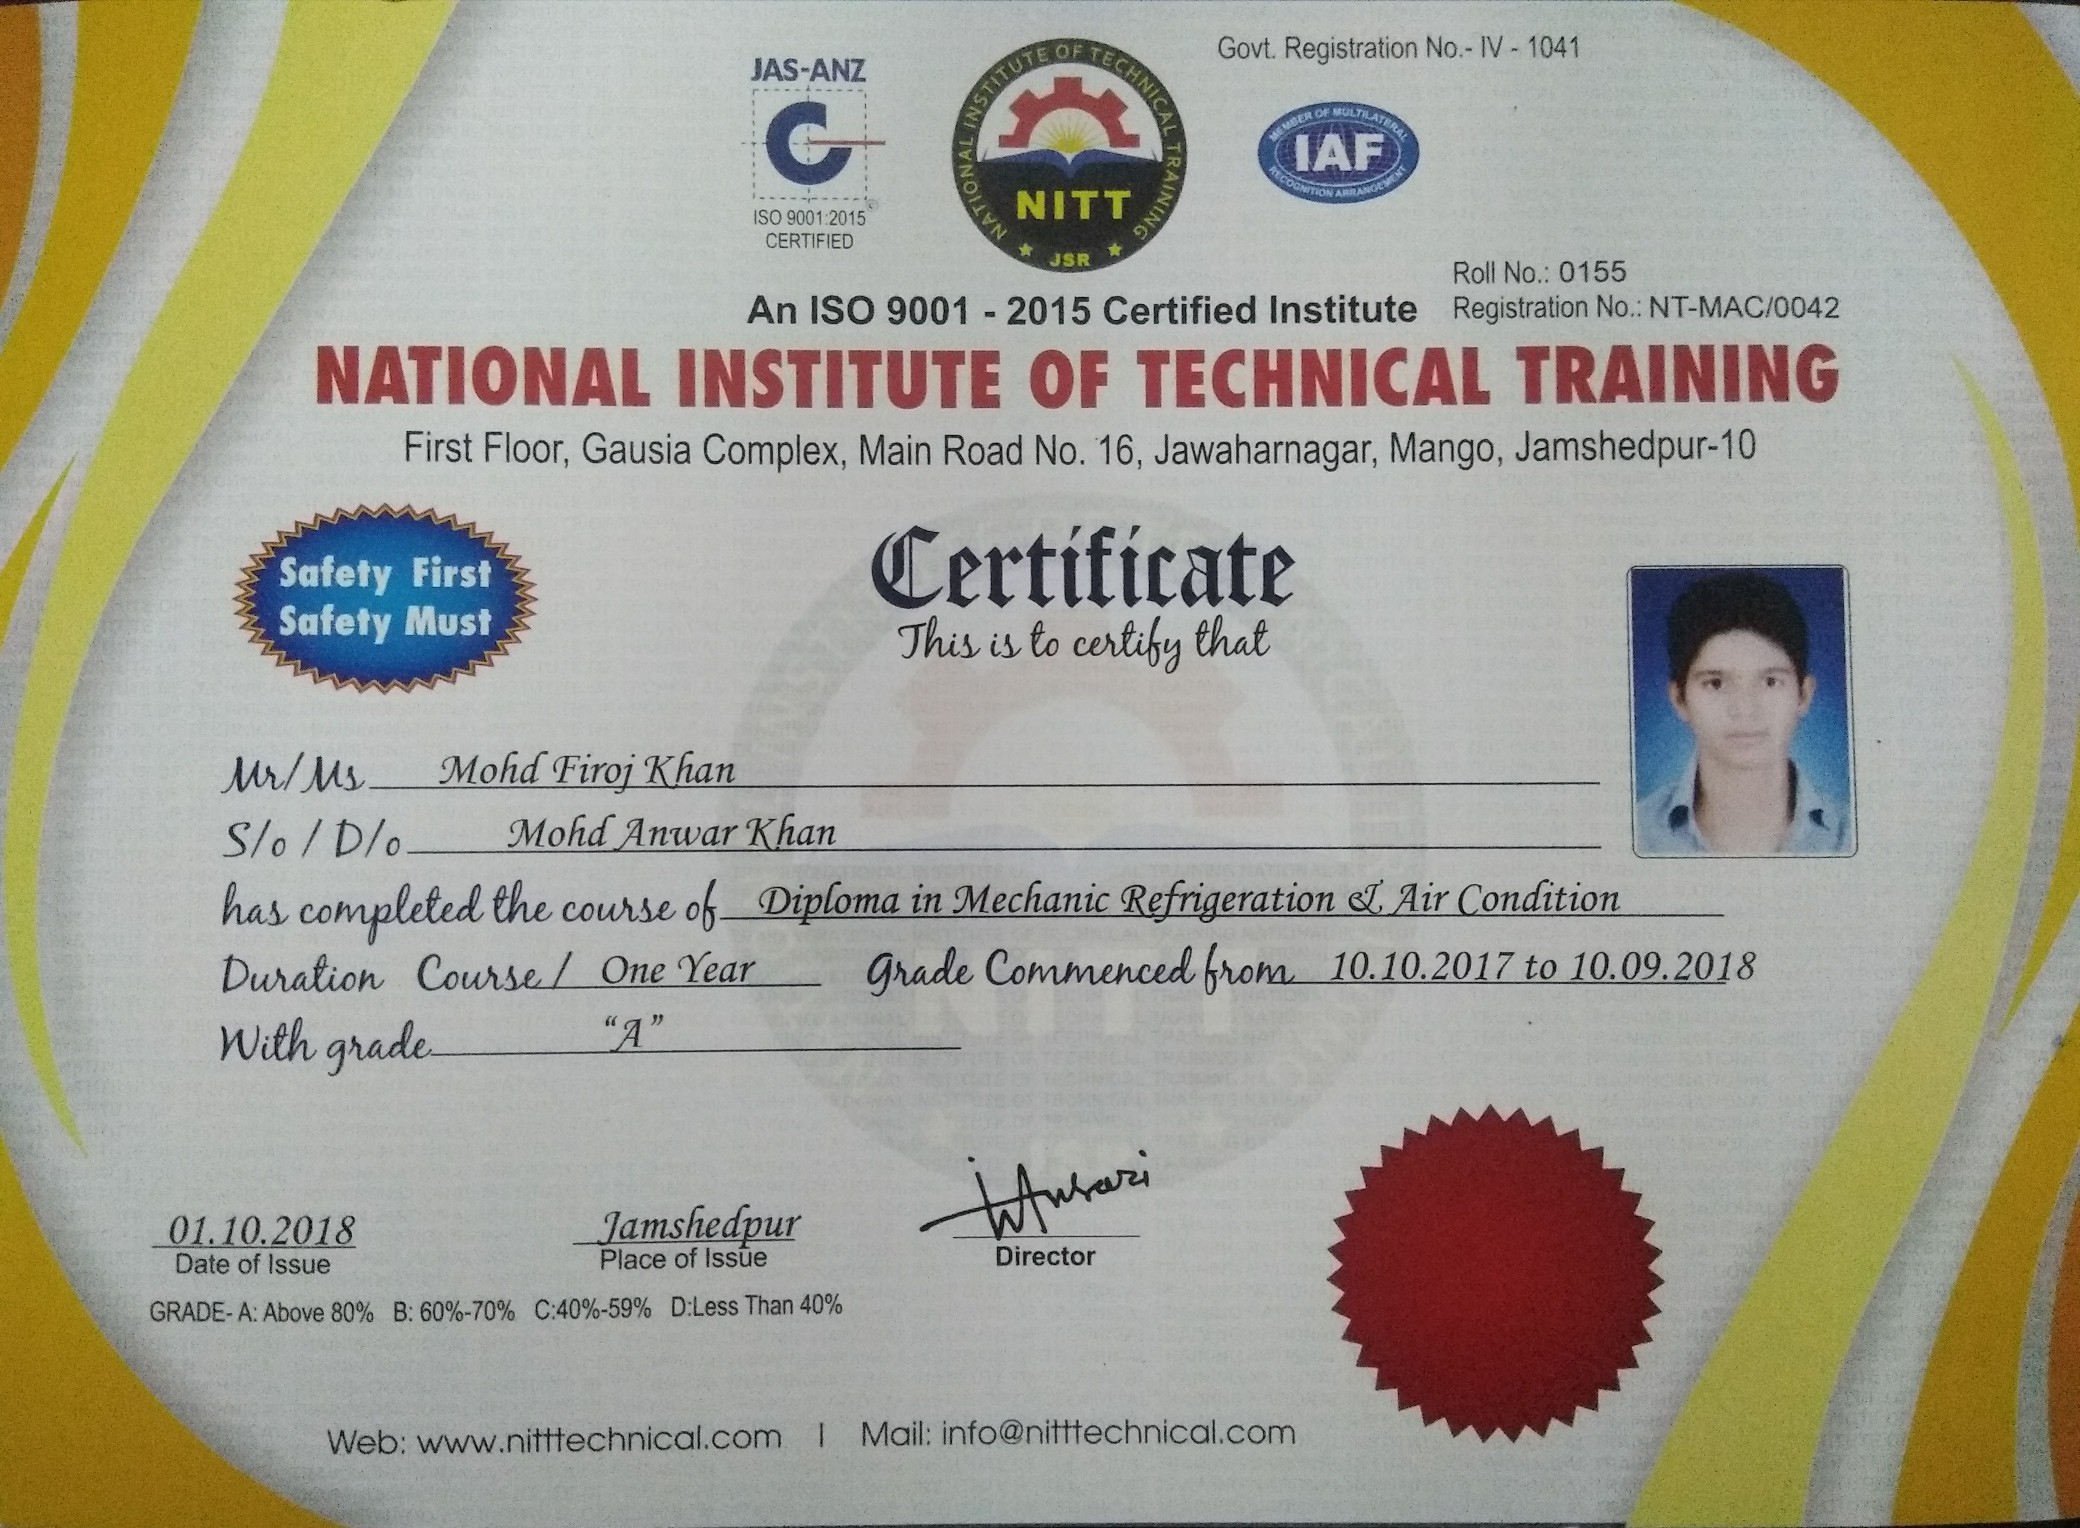 Govt. Registration No.- IV - 1041
JAS-ANZ
ISO 9001:2015
CERTIFIED
NATIONAL INSTITUTE OF TECHNICAL TRAINING
NITT
JSR
MEMBER OF MULTILATERAL
IAF
RECOGNITION ARRANGEMENT
Roll No.: 0155
An ISO 9001 - 2015 Certified Institute
Registration No.: NT-MAC/0042
NATIONAL INSTITUTE OF TECHNICAL TRAINING
First Floor, Gausia Complex, Main Road No. 16, Jawaharnagar, Mango, Jamshedpur-10
Safety First
Safety Must
Certificate
This is to certify that
Mr/Ms Mohd Firoj Khan
S/o / D/o Mohd Anwar Khan
has completed the course of Diploma in Mechanic Refrigeration & Air Condition
Duration Course / One Year Grade Commenced from 10.10.2017 to 10.09.2018
With grade "A"
01.10.2018
Date of Issue
Jamshedpur
Place of Issue
Ansari
Director
GRADE- A: Above 80% B: 60%-70% C:40%-59% D:Less Than 40%
Web: www.nitttechnical.com | Mail: info@nitttechnical.com